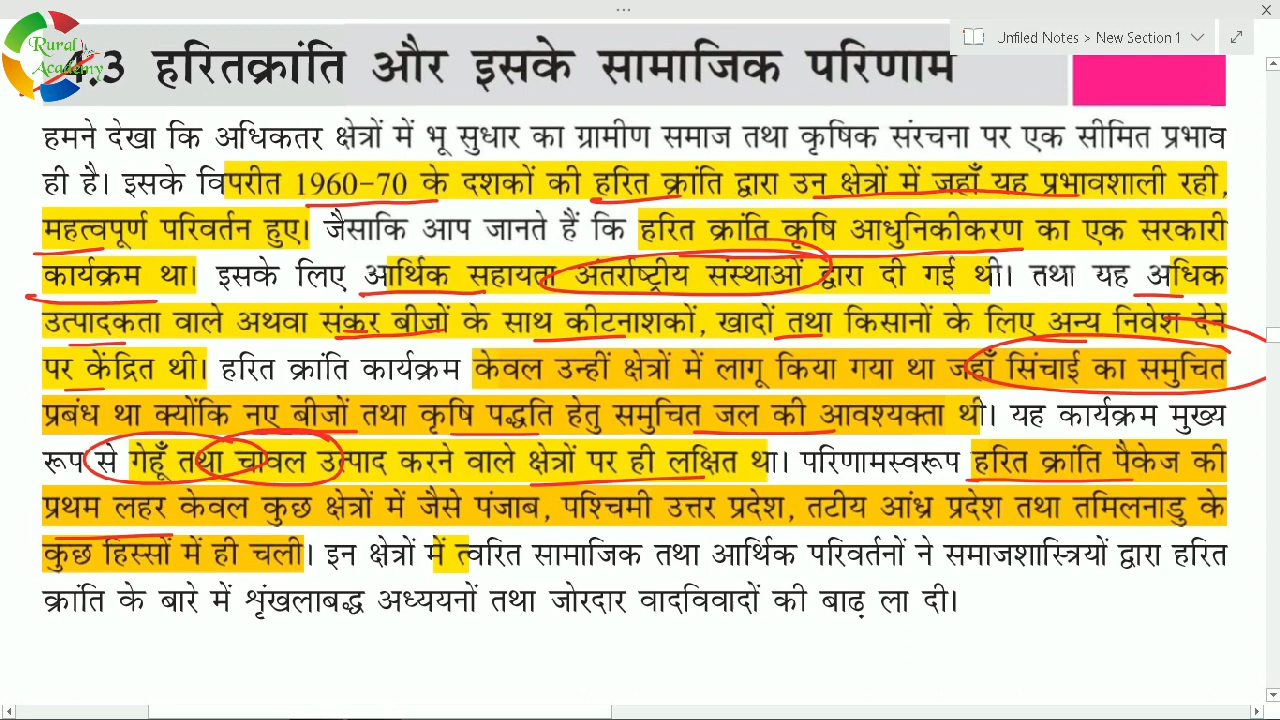 Rural
Academy
Jnfiled Notes > New Section 1
4.3 हरितक्रांति और इसके सामाजिक परिणाम
हमने देखा कि अधिकतर क्षेत्रों में भू सुधार का ग्रामीण समाज तथा कृषिक संरचना पर एक सीमित प्रभाव
ही है। इसके विपरीत 1960-70 के दशकों की हरित क्रांति द्वारा उन क्षेत्रों में जहाँ यह प्रभावशाली रही,
महत्वपूर्ण परिवर्तन हुए। जैसाकि आप जानते हैं कि हरित क्रांति कृषि आधुनिकीकरण का एक सरकारी
कार्यक्रम था। इसके लिए आर्थिक सहायता अंतर्राष्ट्रीय संस्थाओं द्वारा दी गई थी। तथा यह अधिक
उत्पादकता वाले अथवा संकर बीजों के साथ कीटनाशकों, खादों तथा किसानों के लिए अन्य निवेश देने
पर केंद्रित थी। हरित क्रांति कार्यक्रम केवल उन्हीं क्षेत्रों में लागू किया गया था जहाँ सिंचाई का समुचित
प्रबंध था क्योंकि नए बीजों तथा कृषि पद्धति हेतु समुचित जल की आवश्यक्ता थी। यह कार्यक्रम मुख्य
रूप से गेहूँ तथा चावल उत्पाद करने वाले क्षेत्रों पर ही लक्षित था। परिणामस्वरूप हरित क्रांति पैकेज की
प्रथम लहर केवल कुछ क्षेत्रों में जैसे पंजाब, पश्चिमी उत्तर प्रदेश, तटीय आंध्र प्रदेश तथा तमिलनाडु के
कुछ हिस्सों में ही चली। इन क्षेत्रों में त्वरित सामाजिक तथा आर्थिक परिवर्तनों ने समाजशास्त्रियों द्वारा हरित
क्रांति के बारे में शृंखलाबद्ध अध्ययनों तथा जोरदार वादविवादों की बाढ़ ला दी।